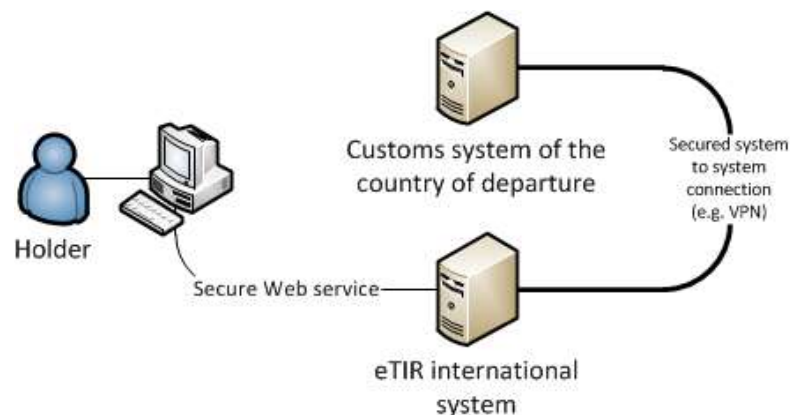 Holder
Secure Web service
Customs system of the
country of departure
eTIR international
system
Secured system
to system
connection
(e.g. VPN)